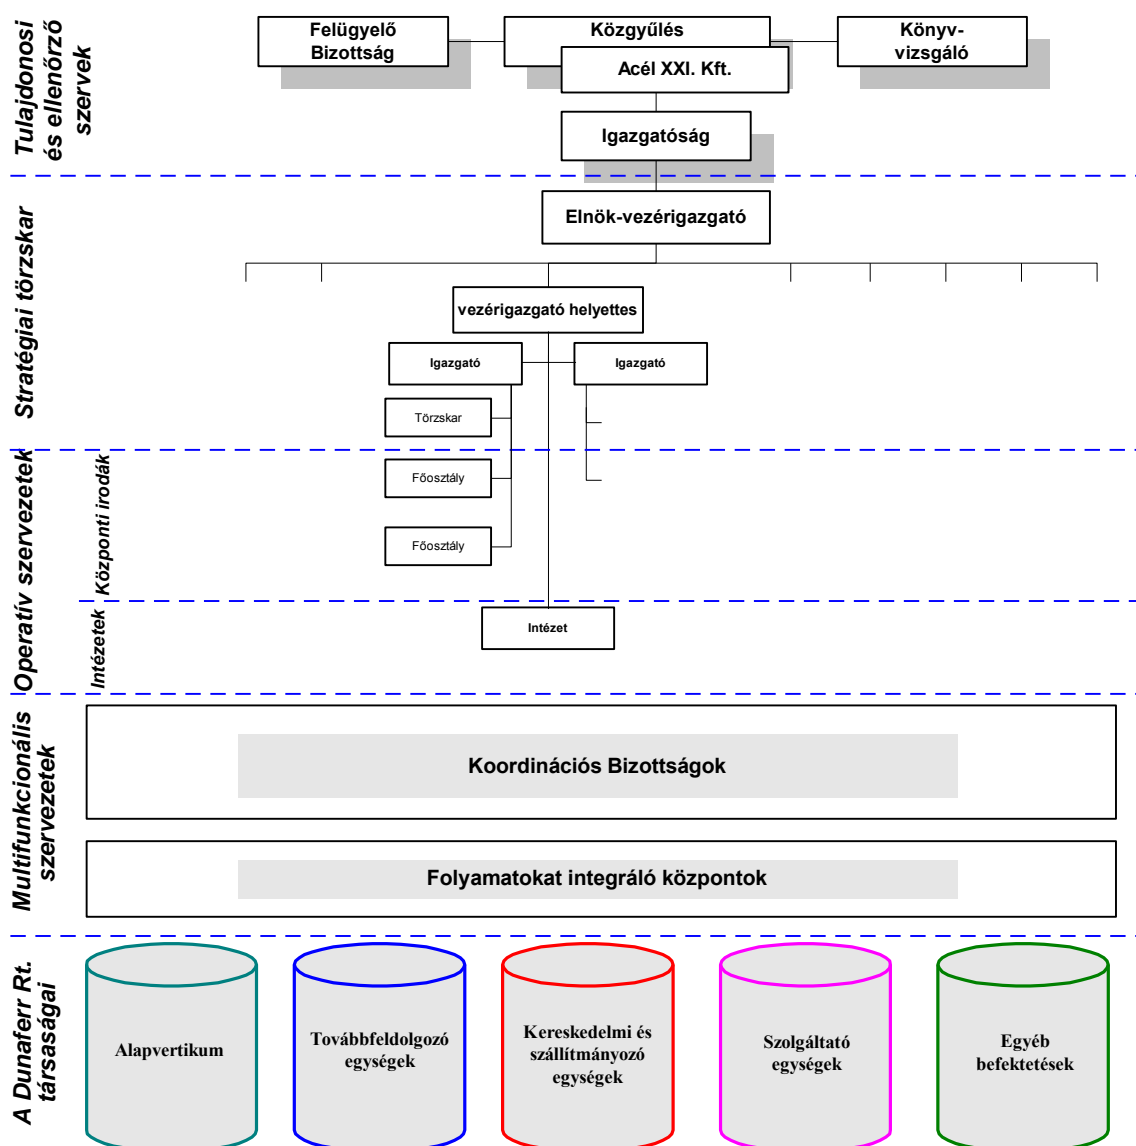 Tulajdonosi
és ellenőrző
szervek
Felügyelő
Bizottság
Közgyűlés
Acél XXI. Kft.
Könyv-
vizsgáló
Igazgatóság
Stratégiai törzskar
Elnök-vezérigazgató
vezérigazgató helyettes
Igazgató
Igazgató
Törzskar
Operatív szervezetek
Központi irodák
Főosztály
Főosztály
Intézetek
Intézet
Multifunkcionális
szervezetek
Koordinációs Bizottságok
Folyamatokat integráló központok
A Dunaferr Rt.
társaságai
Alapvertikum
Továbbfeldolgozó
egységek
Kereskedelmi és
szállítmányozó
egységek
Szolgáltató
egységek
Egyéb
befektetések